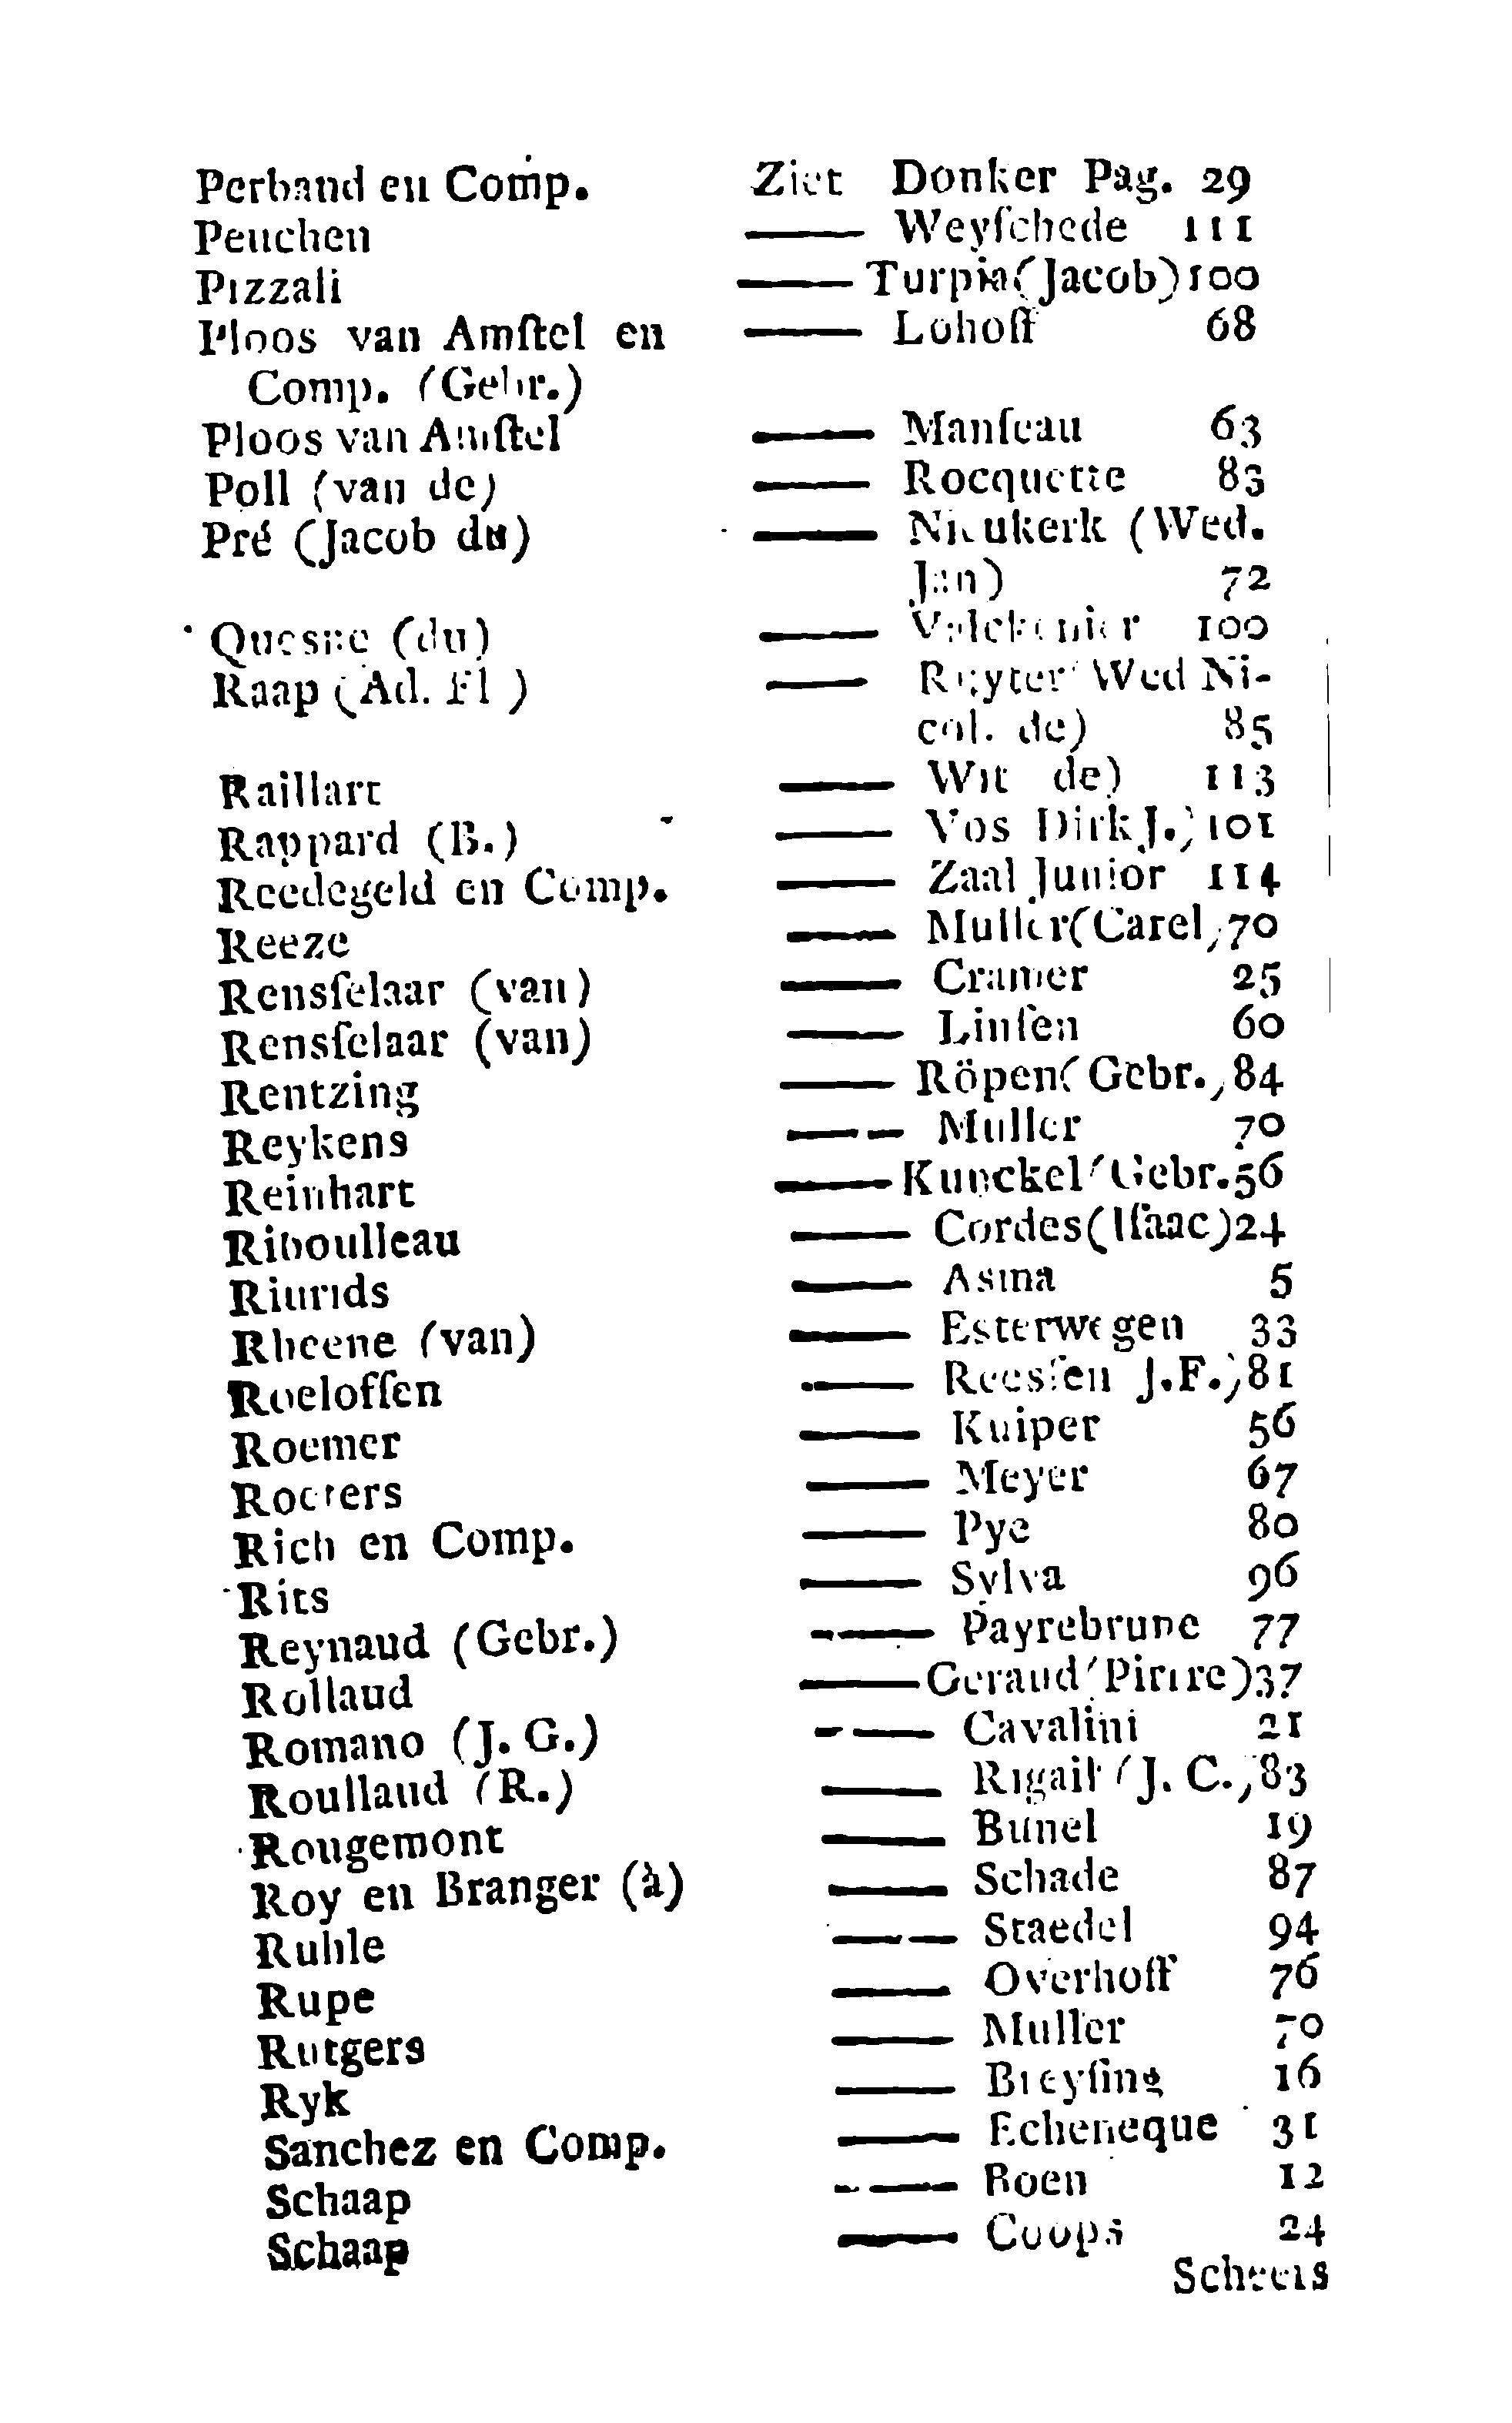 Perband en Comp. Ziet Donker Pag. 29
Peuchen —— Weyſchede 111
Pizzali —— Turpin (Jacob) 100
Ploos van Amſtel en —— Lohoff 68
Comp. (Gebr.)
Ploos van Amſtel —— Manſeau 63
Poll (van de) —— Rocquette 83
Pré (Jacob du) —— Nieukerk (Wed.
Jan) 72
Quesne (du) —— Valckenier 100
Raap (Ad. Fl ) —— Ruyter (Wed Ni-
col. de) 85
Raillart —— Wit de) 113
Rappard (B.) —— Vos Dirk J.) 101
Reedegeld en Comp. —— Zaal Junior 114
Reeze —— Muller (Carel) 70
Rensſelaar (van) —— Cramer 25
Rensſelaar (van) —— Linſen 60
Rentzing —— Röpen (Gebr.) 84
Reykens —— Muller 70
Reinhart —— Kunckel (Gebr. 56
Riboulleau —— Cordes (Iſaac) 24
Riurids —— Asma 5
Rheene (van) —— Esterwegen 33
Roeloffen —— Reesſen J.F.) 81
Roemer —— Kuiper 56
Roeters —— Meyer 67
Rich en Comp. —— Pye 80
Rits —— Sylva 96
Reynaud (Gebr.) —— Payrebrune 77
Rollaud —— Geraud (Pierre) 37
Romano (J. G.) —— Cavalini 21
Roullaud (R.) —— Rigail (J. C.) 83
Rougemont —— Bunel 19
Roy en Branger (à) —— Schade 87
Ruhle —— Staedel 94
Rupe —— Overhoff 76
Rutgers —— Muller 70
Ryk —— Breyſing 16
Sanchez en Comp. —— Echeneque 31
Schaap —— Boen 12
Schaap —— Coops 24